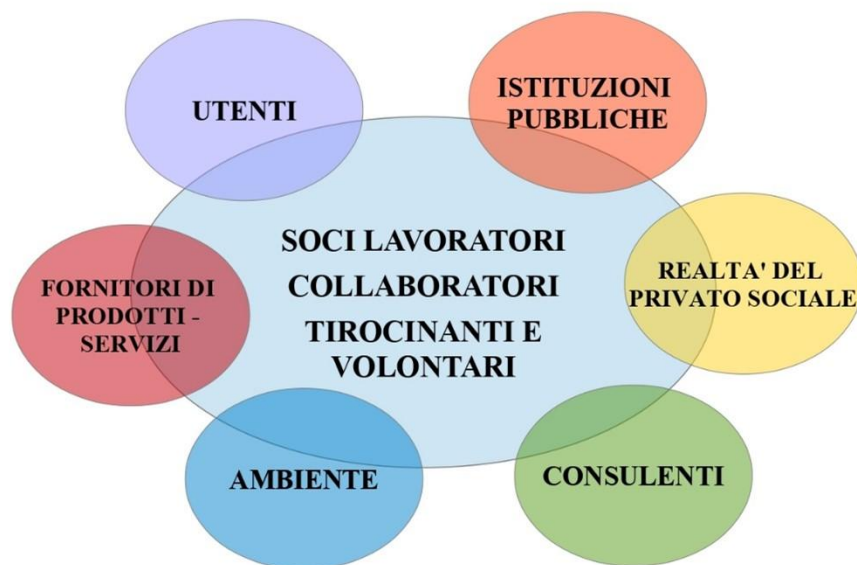 UTENTI
ISTITUZIONI
PUBBLICHE
SOCI LAVORATORI
COLLABORATORI
TIROCINANTI E
VOLONTARI
FORNITORI DI
PRODOTTI -
SERVIZI
REALTA' DEL
PRIVATO SOCIALE
AMBIENTE
CONSULENTI